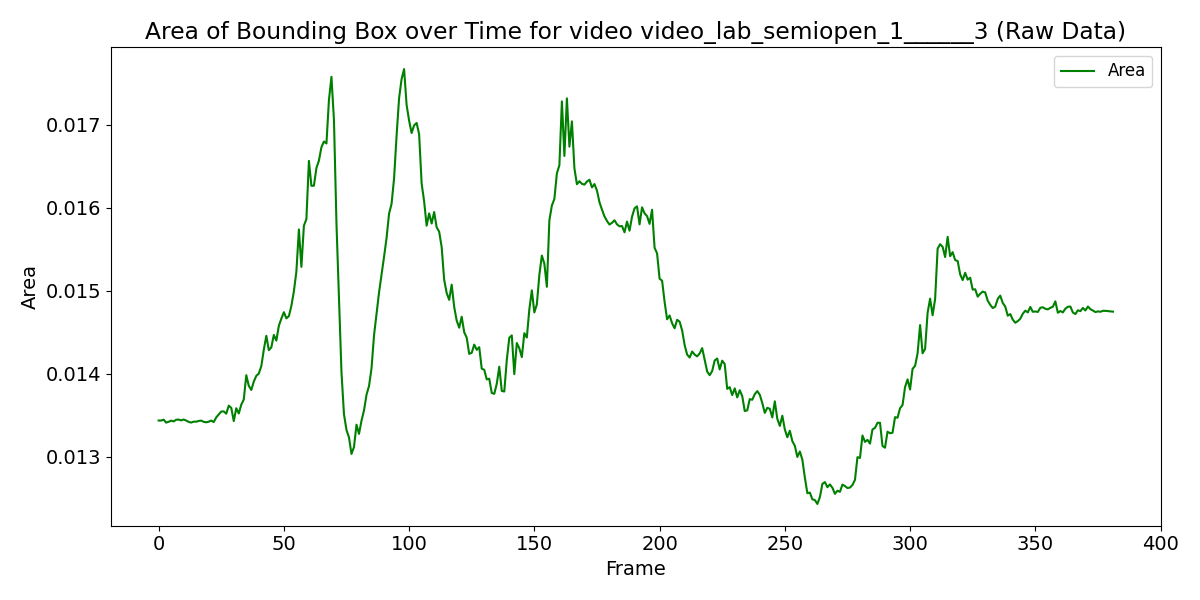 Area of Bounding Box over Time for video video_lab_semiopen_1______3 (Raw Data)
Area
0.017
0.016
0.015
0.014
0.013
Area
0 50 100 150 200 250 300 350 400
Frame